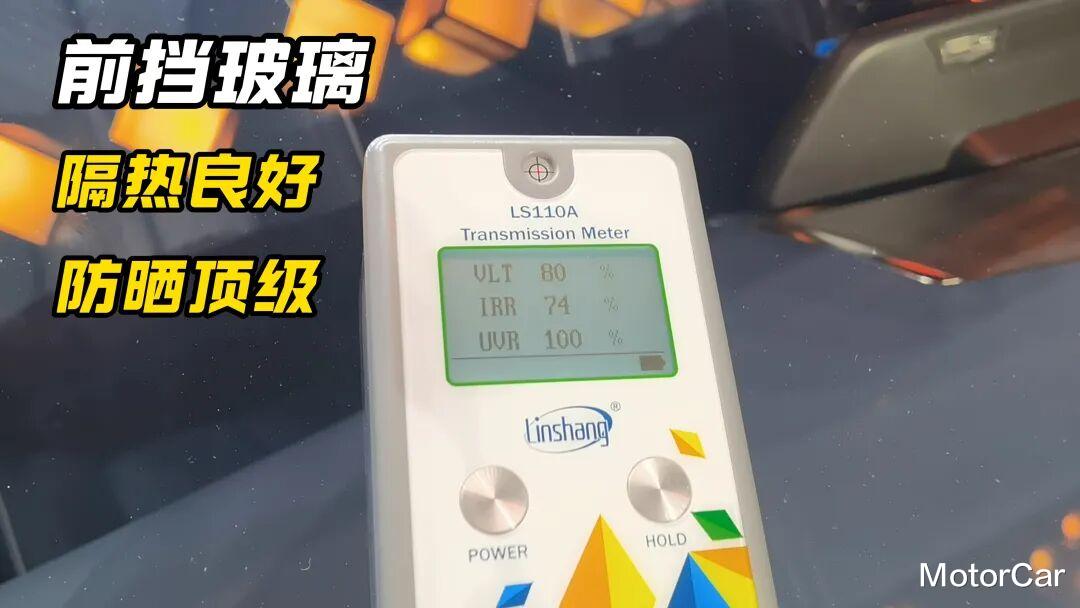 前挡玻璃
隔热良好
防晒顶级
LS110A
Transmission Meter
VLT 80 %
IRR 74 %
UVR 100 %
Linshang®
POWER
HOLD
MotorCar